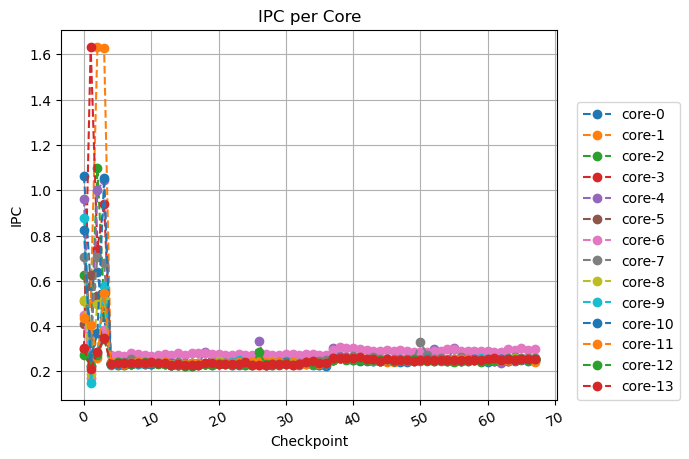 IPC per Core
IPC
1.6
1.4
1.2
1.0
0.8
0.6
0.4
0.2
0 10 20 30 40 50 60 70
Checkpoint
core-0
core-1
core-2
core-3
core-4
core-5
core-6
core-7
core-8
core-9
core-10
core-11
core-12
core-13